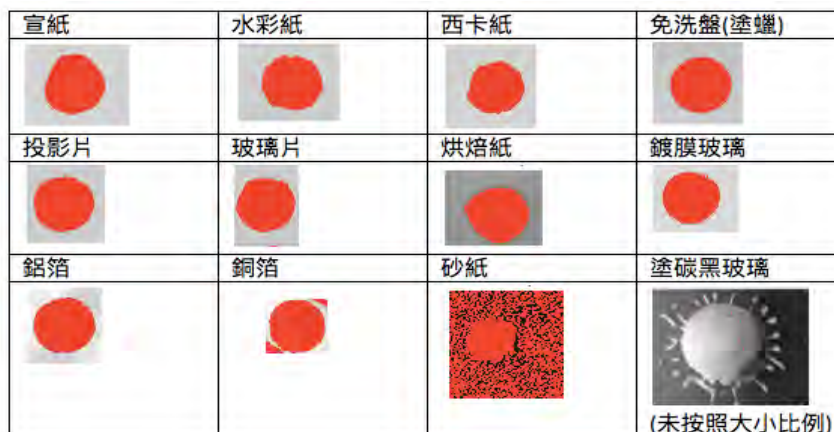 宣紙 水彩紙 西卡紙 免洗盤(塗蠟)
投影片 玻璃片 烘焙紙 鍍膜玻璃
鋁箔 銅箔 砂紙 塗碳黑玻璃
(未按照大小比例)